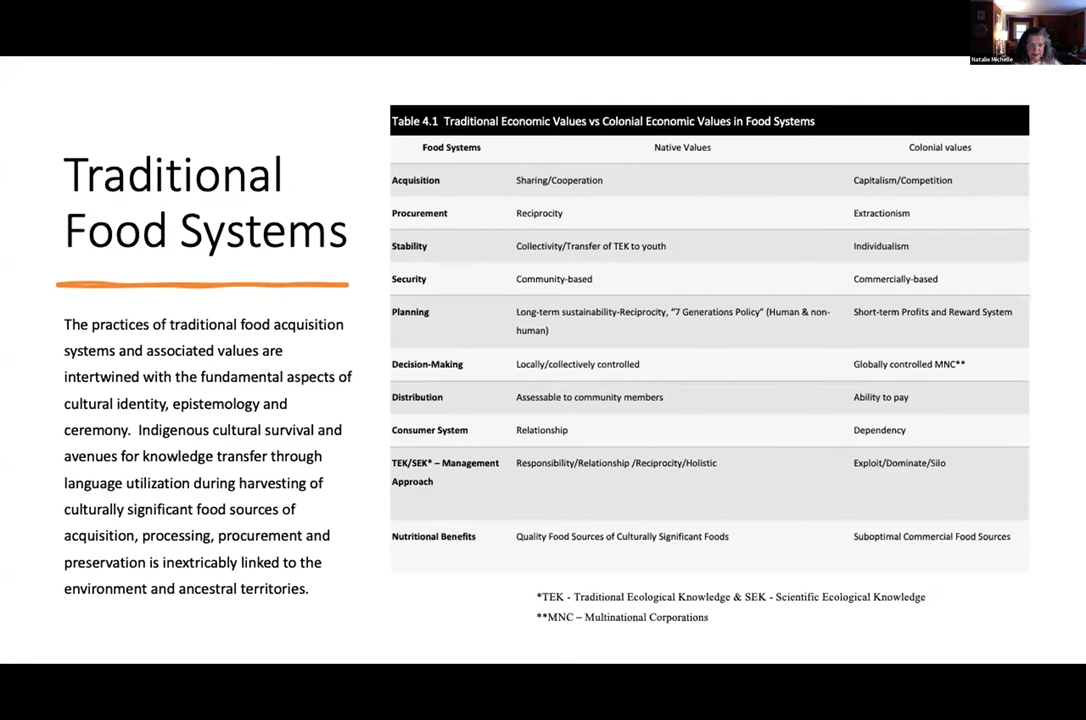 Natalie Michelle
Traditional
Food Systems
The practices of traditional food acquisition
systems and associated values are
intertwined with the fundamental aspects of
cultural identity, epistemology and
ceremony. Indigenous cultural survival and
avenues for knowledge transfer through
language utilization during harvesting of
culturally significant food sources of
acquisition, processing, procurement and
preservation is inextricably linked to the
environment and ancestral territories.
Table 4.1 Traditional Economic Values vs Colonial Economic Values in Food Systems
Food Systems Native Values Colonial values
Acquisition Sharing/Cooperation Capitalism/Competition
Procurement Reciprocity Extractionism
Stability Collectivity/Transfer of TEK to youth Individualism
Security Community-based Commercially-based
Planning Long-term sustainability-Reciprocity, “7 Generations Policy” (Human & non- Short-term Profits and Reward System
human)
Decision-Making Locally/collectively controlled Globally controlled MNC**
Distribution Assessable to community members Ability to pay
Consumer System Relationship Dependency
TEK/SEK* – Management Responsibility/Relationship /Reciprocity/Holistic Exploit/Dominate/Silo
Approach
Nutritional Benefits Quality Food Sources of Culturally Significant Foods Suboptimal Commercial Food Sources
*TEK - Traditional Ecological Knowledge & SEK - Scientific Ecological Knowledge
**MNC – Multinational Corporations